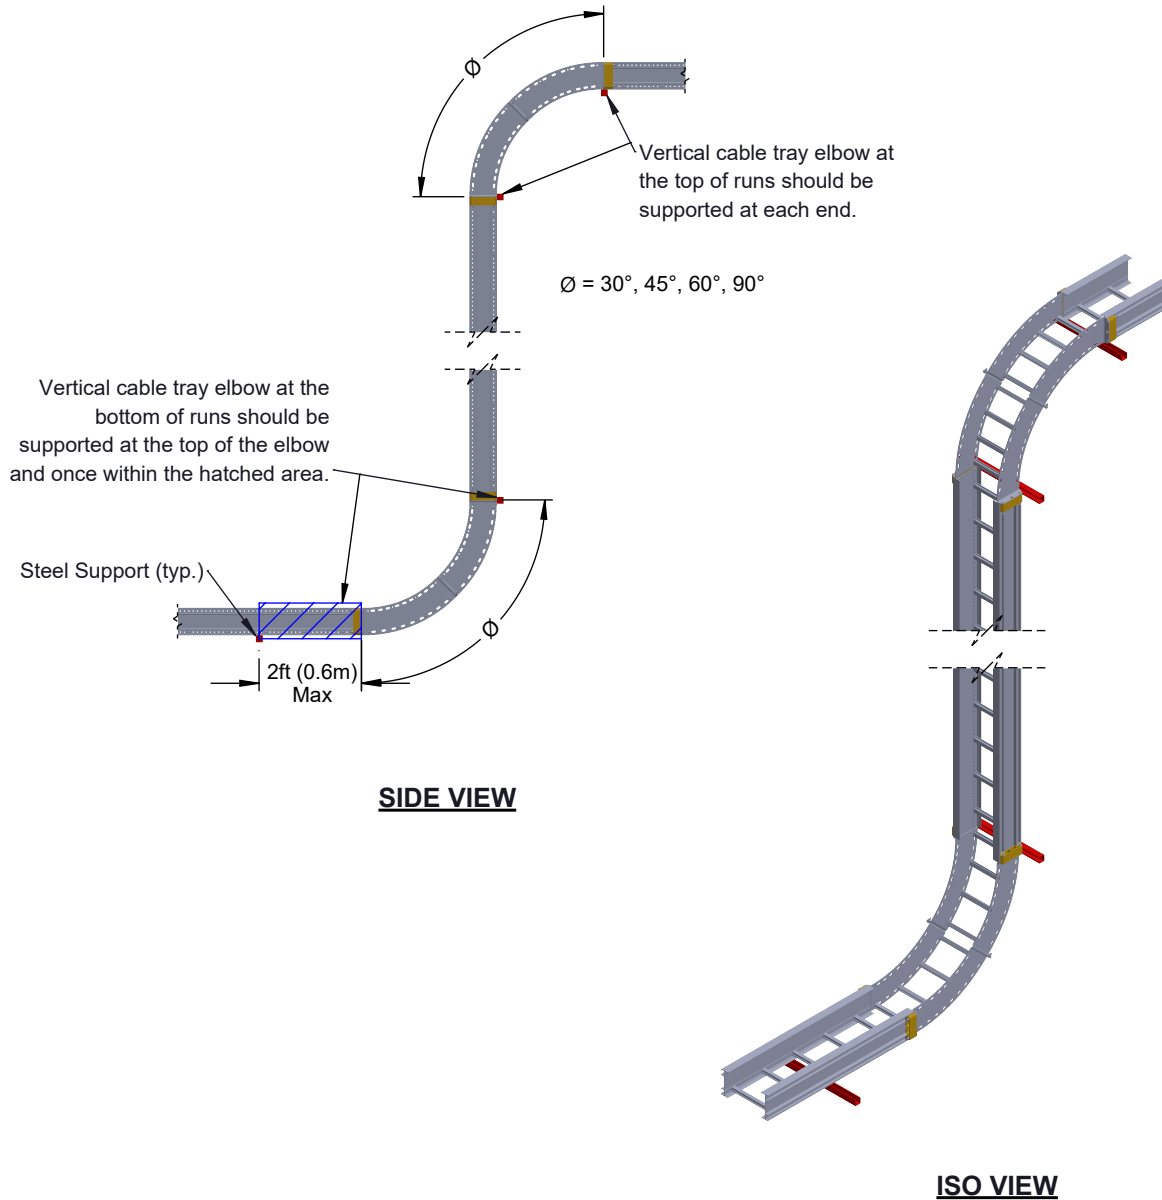 Ø
Vertical cable tray elbow at
the top of runs should be
supported at each end.
Ø = 30°, 45°, 60°, 90°
Vertical cable tray elbow at the
bottom of runs should be
supported at the top of the elbow
and once within the hatched area.
Steel Support (typ.)
Ø
2ft (0.6m)
Max
SIDE VIEW
ISO VIEW